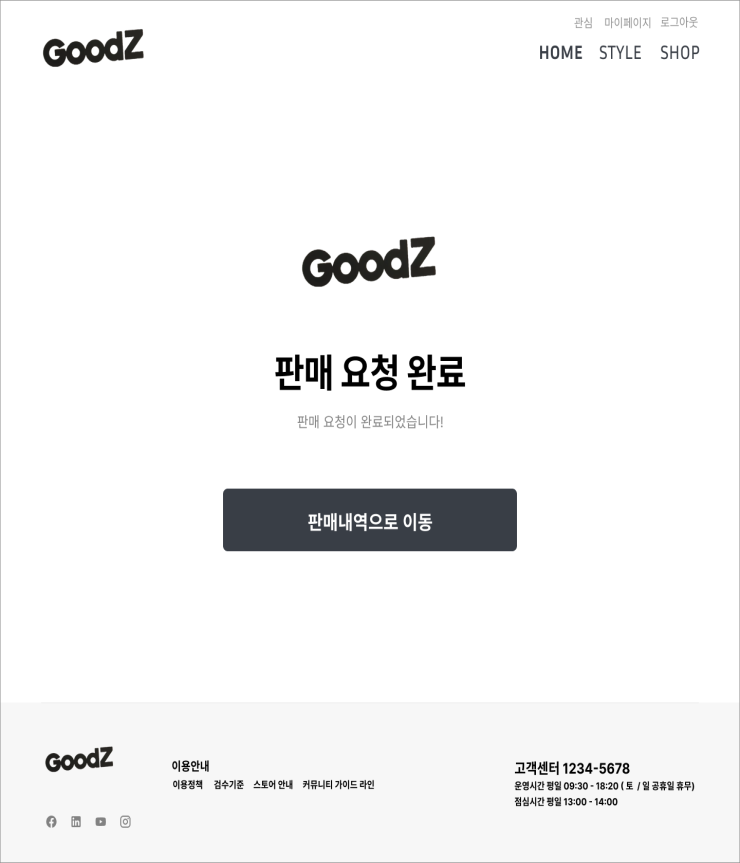 관심 마이페이지 로그아웃
GoodZ
HOME STYLE SHOP
GoodZ
판매 요청 완료
판매 요청이 완료되었습니다!
판매내역으로 이동
GoodZ
이용안내
이용정책 검수기준 스토어 안내 커뮤니티 가이드 라인
고객센터 1234-5678
운영시간 평일 09:30 - 18:20 ( 토 / 일 공휴일 휴무)
점심시간 평일 13:00 - 14:00